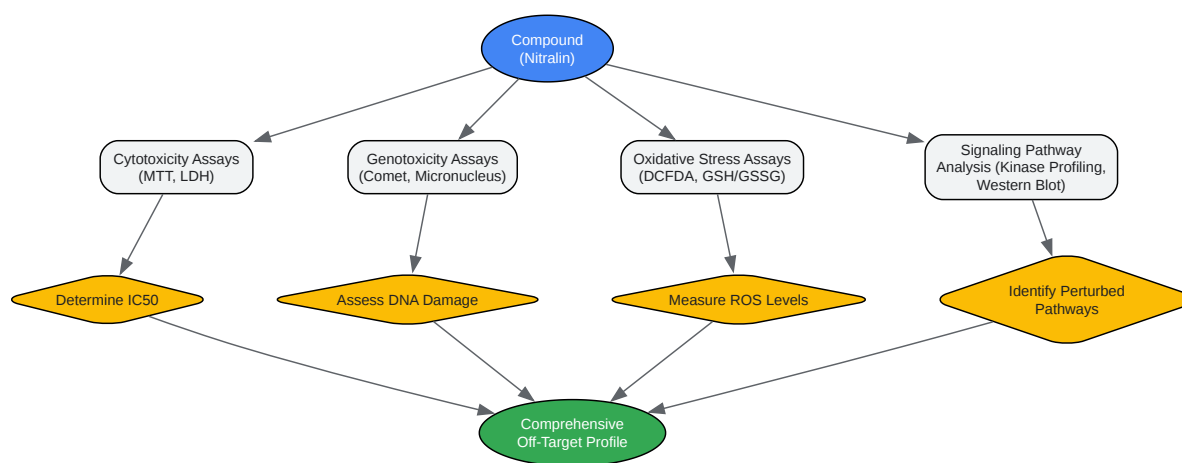 Compound
(Nitralin)
Cytotoxicity Assays
(MTT, LDH)
Genotoxicity Assays
(Comet, Micronucleus)
Oxidative Stress Assays
(DCFDA, GSH/GSSG)
Signaling Pathway
Analysis (Kinase Profiling,
Western Blot)
Determine IC50
Assess DNA Damage
Measure ROS Levels
Identify Perturbed
Pathways
Comprehensive
Off-Target Profile